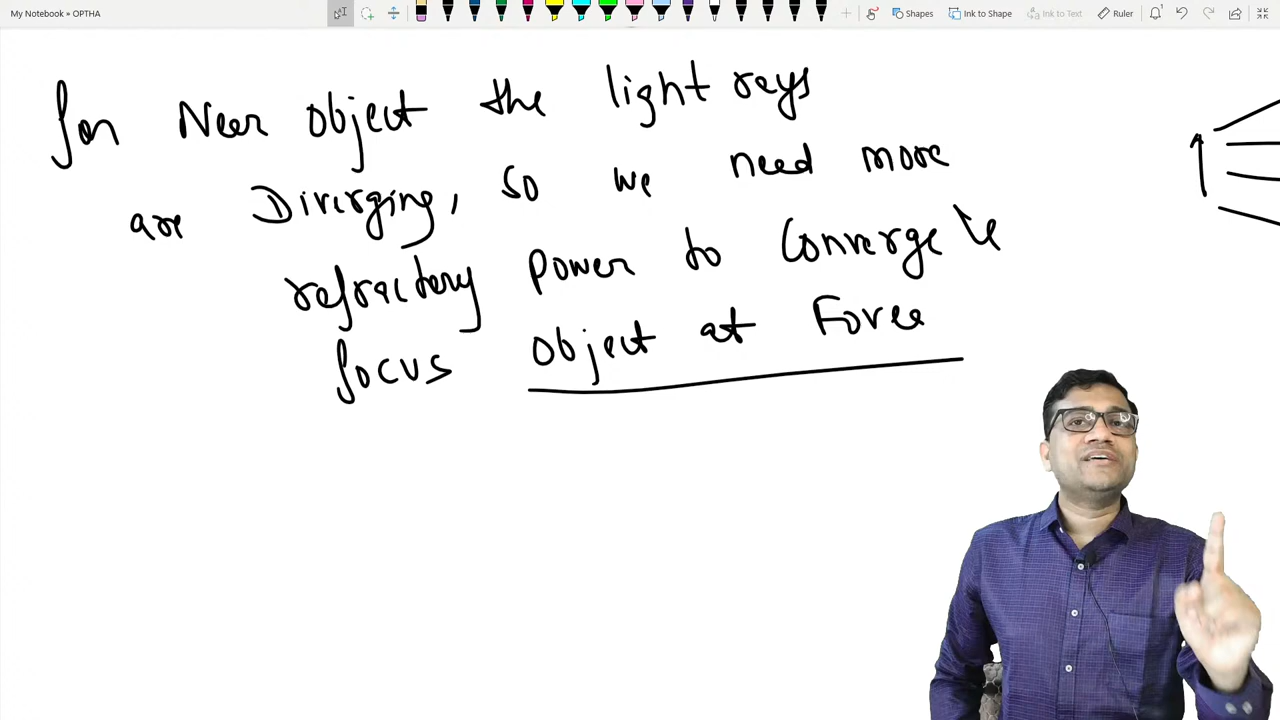 My Notebook » OPTHA
Shapes Ink to Shape Ink to Text Ruler
for Near object the light rays
are Diverging, so we need more
refractory power to converge &
focus object at Fovea